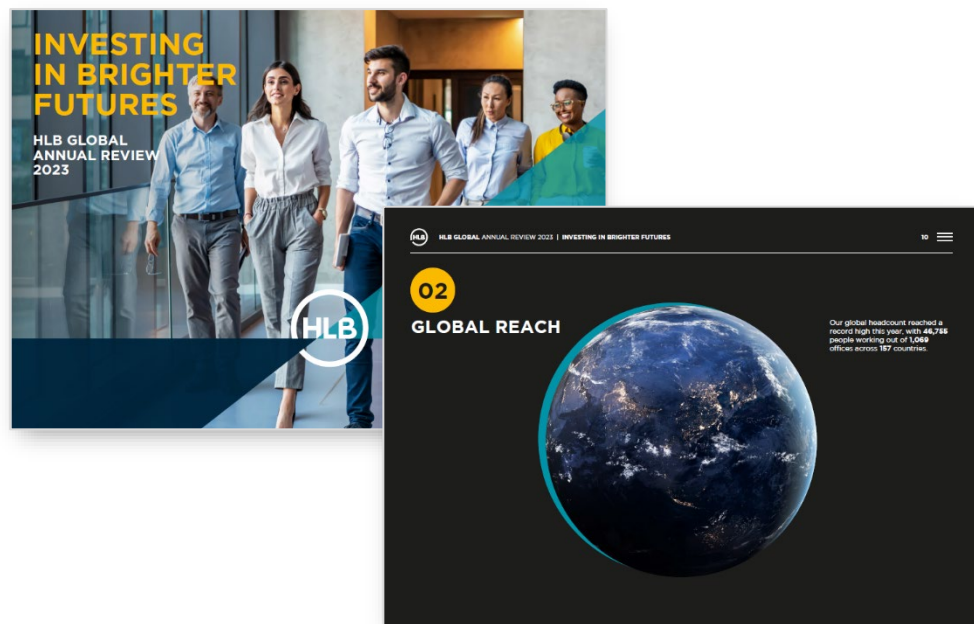 INVESTING
IN BRIGHTER
FUTURES
HLB GLOBAL
ANNUAL REVIEW
2023
HLB
HLB HLB GLOBAL ANNUAL REVIEW 2023 | INVESTING IN BRIGHTER FUTURES 10
02
GLOBAL REACH
Our global headcount reached a
record high this year, with 46,755
people working out of 1,069
offices across 157 countries.